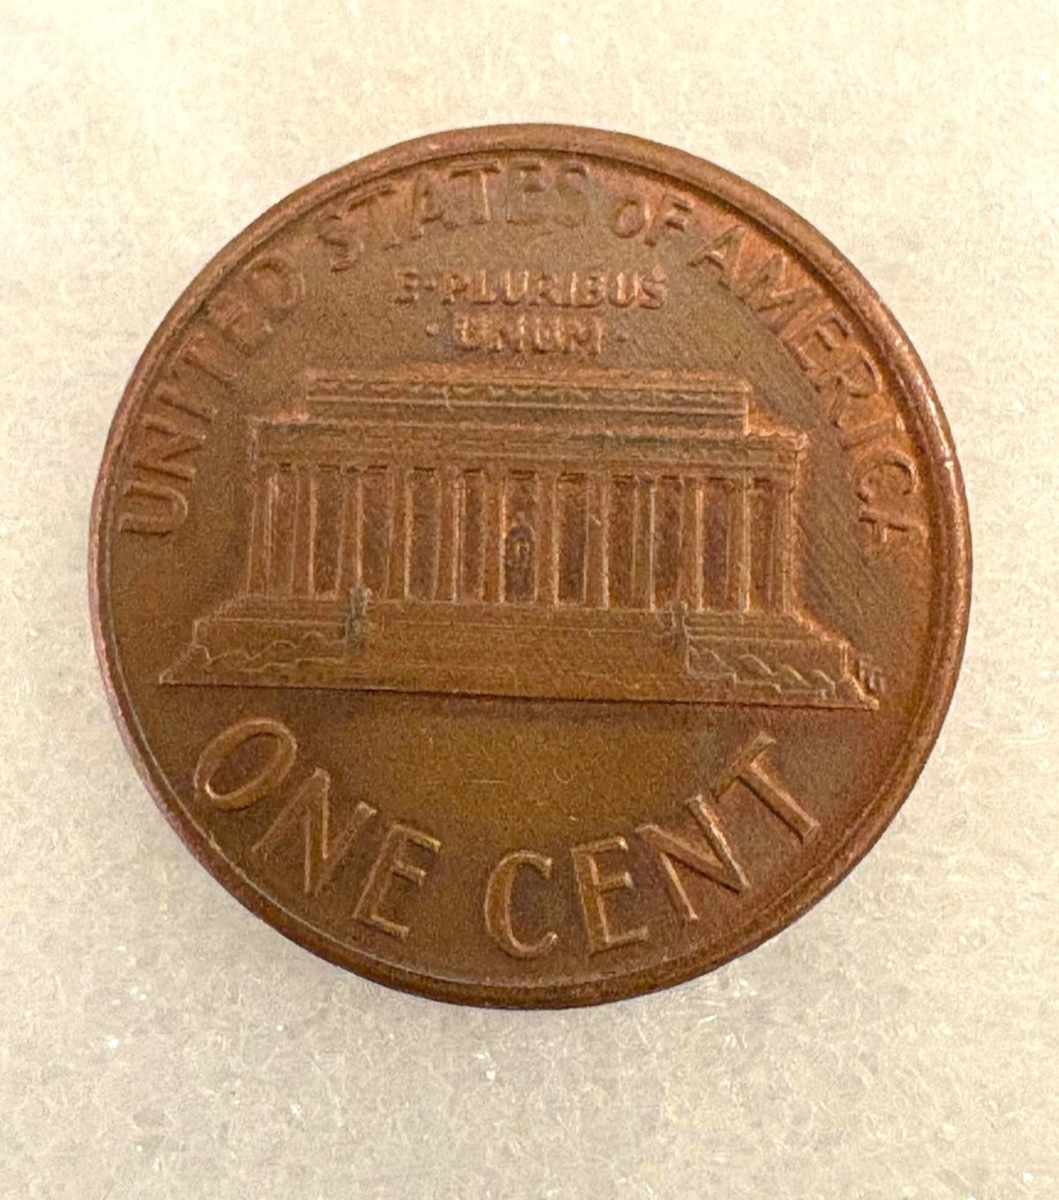 UNITED STATES OF AMERICA
E·PLURIBUS
·UNUM·
ONE CENT